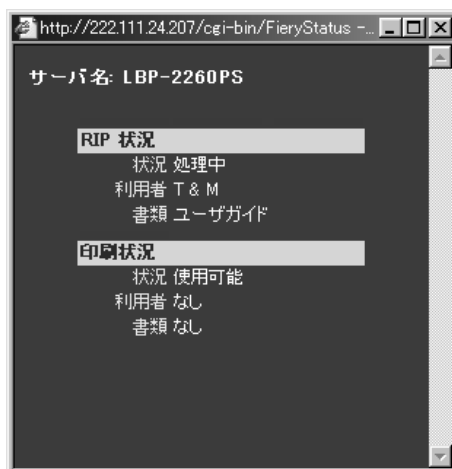 http://222.111.24.207/cgi-bin/FieryStatus -...
サーバ名: LBP-2260PS
RIP 状況
状況 処理中
利用者 T & M
書類 ユーザガイド
印刷状況
状況 使用可能
利用者 なし
書類 なし